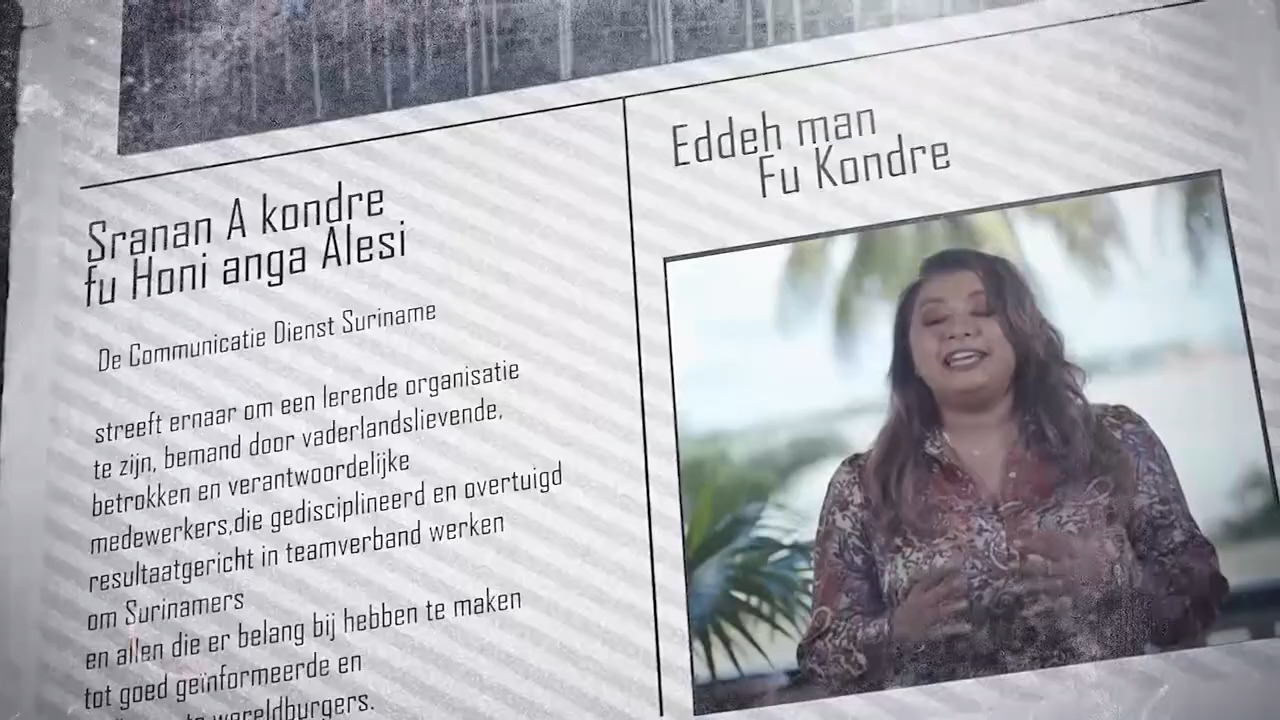 Sranan A kondre
fu Honi anga Alesi
De Communicatie Dienst Suriname
streeft ernaar om een lerende organisatie
te zijn, bemand door vaderlandslievende,
betrokken en verantwoordelijke
medewerkers,die gedisciplineerd en overtuigd
resultaatgericht in teamverband werken
om Surinamers
en allen die er belang bij hebben te maken
tot goed geïnformeerde en
wereldburgers.
Eddeh man
Fu Kondre